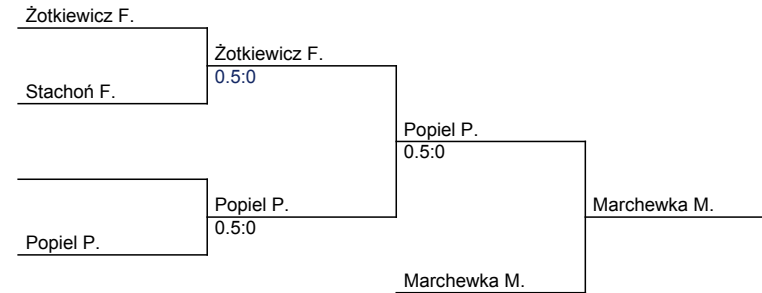 Żotkiewicz F.
Żotkiewicz F.
0.5:0
Stachoń F.
Popiel P.
0.5:0
Popiel P.
0.5:0
Marchewka M.
Popiel P.
Marchewka M.